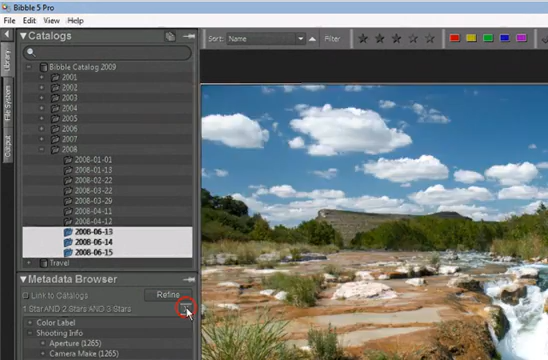 Bibble 5 Pro
File Edit View Help
Catalogs
Sort: Name Filter
Library
File System
Output
Bibble Catalog 2009
2001
2002
2003
2004
2005
2006
2007
2008
2008-01-01
2008-01-13
2008-02-22
2008-03-22
2008-03-29
2008-04-11
2008-04-12
2008-06-13
2008-06-14
2008-06-15
Travel
Metadata Browser
Link to Catalogs Refine
1 Star AND 2 Stars AND 3 Stars
Color Label
Shooting Info
Aperture (1265)
Camera Make (1265)